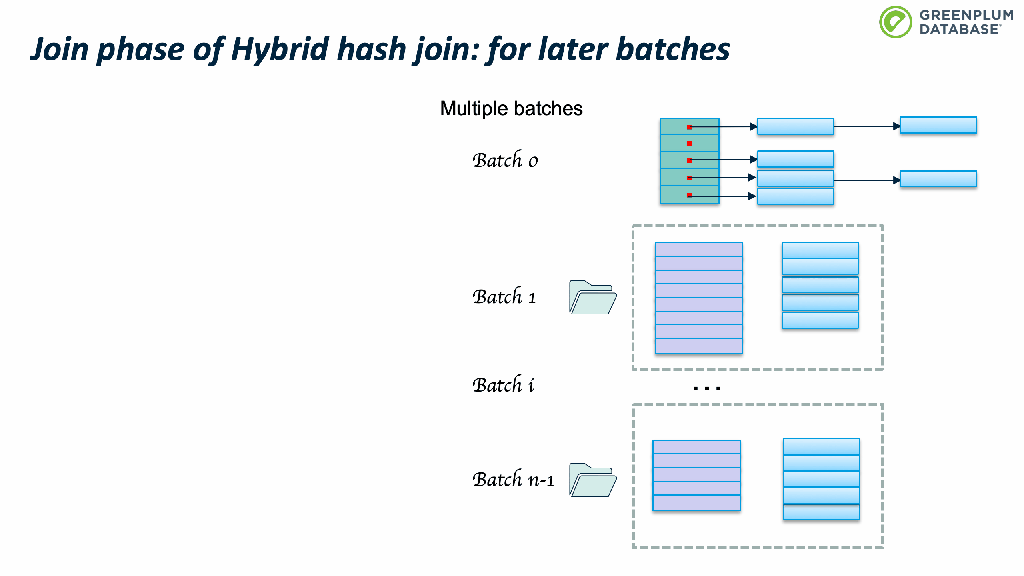 GREENPLUM
DATABASE
Join phase of Hybrid hash join: for later batches
Multiple batches
Batch 0
Batch 1
Batch i
...
Batch n-1